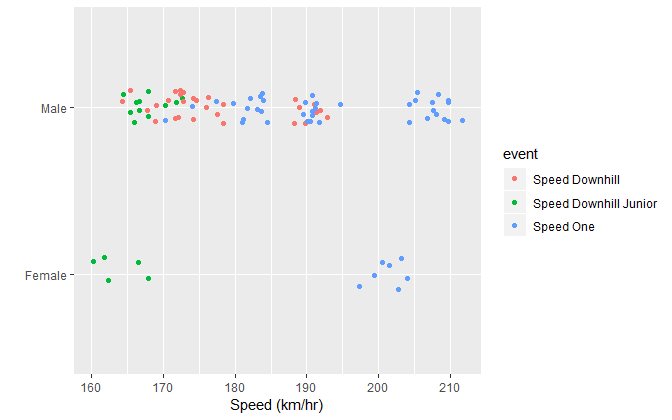 Male
Female
160 170 180 190 200 210
Speed (km/hr)
event
Speed Downhill
Speed Downhill Junior
Speed One